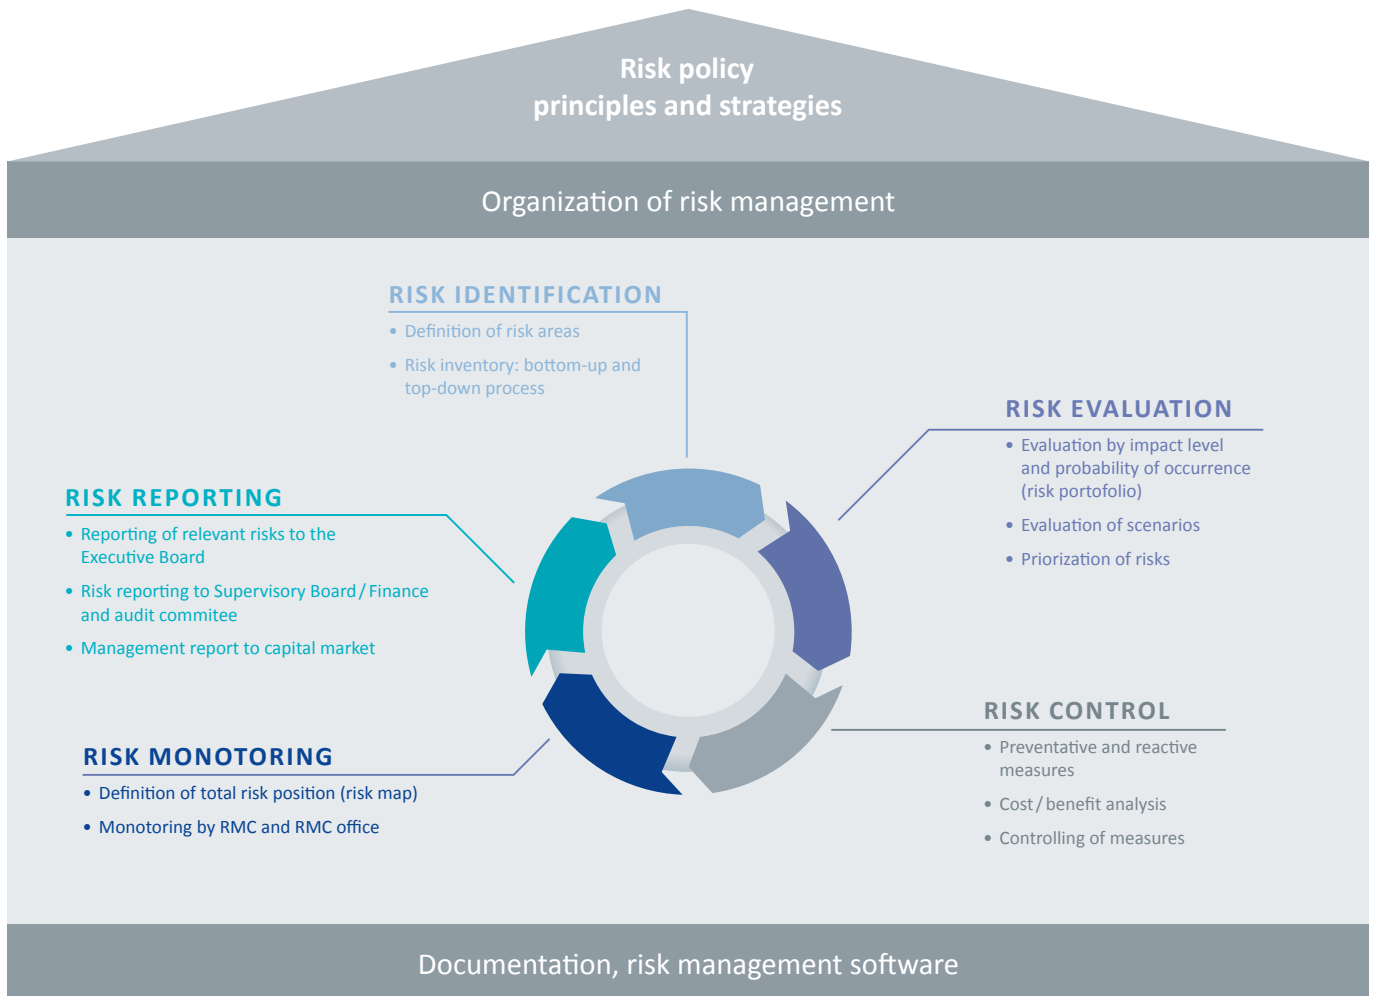 Risk policy
principles and strategies
Organization of risk management
RISK IDENTIFICATION
• Definition of risk areas
• Risk inventory: bottom-up and
top-down process
RISK EVALUATION
• Evaluation by impact level
and probability of occurrence
(risk portofolio)
• Evaluation of scenarios
• Priorization of risks
RISK REPORTING
• Reporting of relevant risks to the
Executive Board
• Risk reporting to Supervisory Board / Finance
and audit commitee
• Management report to capital market
RISK CONTROL
• Preventative and reactive
measures
• Cost / benefit analysis
• Controlling of measures
RISK MONOTORING
• Definition of total risk position (risk map)
• Monotoring by RMC and RMC office
Documentation, risk management software